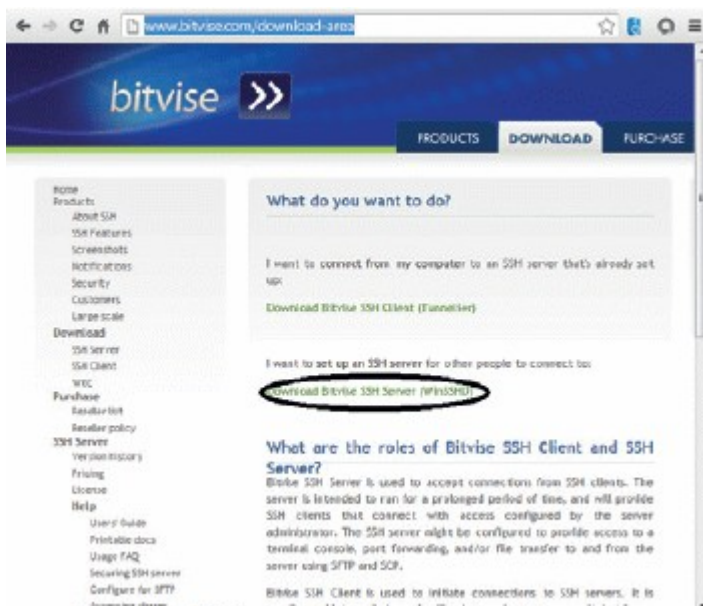 www.bitvise.com/download-area
bitvise
PRODUCTS
DOWNLOAD
PURCHASE
Home
Products
About SSH
SSH Features
Screenshots
Notifications
Security
Customers
Large scale
Download
SSH Server
SSH Client
WRC
Purchase
Reseller list
Reseller policy
SSH Server
Version History
Pricing
License
Help
Users' Guide
Printable docs
Usage FAQ
Securing SSH server
Configure for SFTP
What do you want to do?
I want to connect from my computer to an SSH server that's already set
up:
Download Bitvise SSH Client (Tunnelier)
I want to set up an SSH server for other people to connect to:
Download Bitvise SSH Server (WinSSHD)
What are the roles of Bitvise SSH Client and SSH
Server?
Bitvise SSH Server is used to accept connections from SSH clients. The
server is intended to run for a prolonged period of time, and will provide
SSH clients that connect with access configured by the server
administrator. The SSH server might be configured to provide access to a
terminal console, port forwarding, and/or file transfer to and from the
server using SFTP and SCP.
Bitvise SSH Client is used to initiate connections to SSH servers. It is